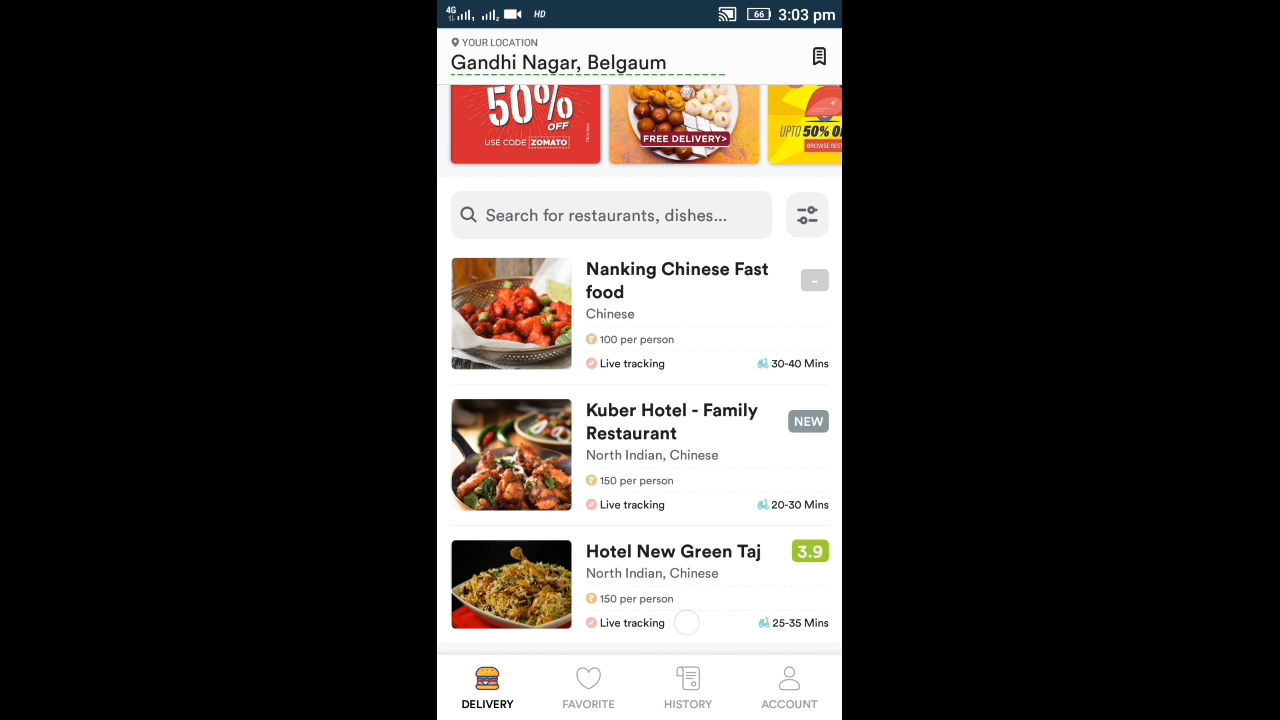 4G HD 66 3:03 pm
YOUR LOCATION
Gandhi Nagar, Belgaum
50%
OFF
USE CODE ZOMATO
FREE DELIVERY>
UPTO 50% O
BROWSE RES
Search for restaurants, dishes...
Nanking Chinese Fast
food
-
Chinese
100 per person
Live tracking 30-40 Mins
Kuber Hotel - Family
Restaurant
NEW
North Indian, Chinese
150 per person
Live tracking 20-30 Mins
Hotel New Green Taj 3.9
North Indian, Chinese
150 per person
Live tracking 25-35 Mins
DELIVERY FAVORITE HISTORY ACCOUNT